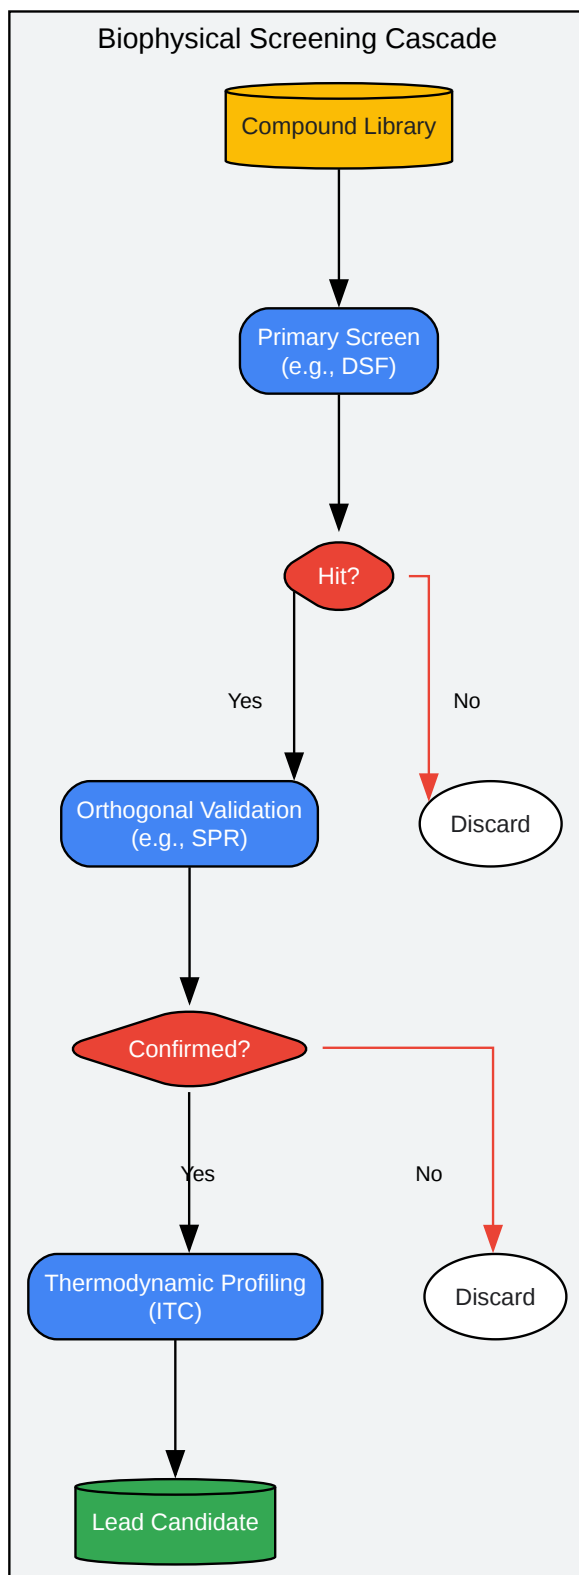 Biophysical Screening Cascade
Compound Library
Primary Screen
(e.g., DSF)
Hit?
Yes
No
Orthogonal Validation
(e.g., SPR)
Discard
Confirmed?
Yes
No
Thermodynamic Profiling
(ITC)
Discard
Lead Candidate